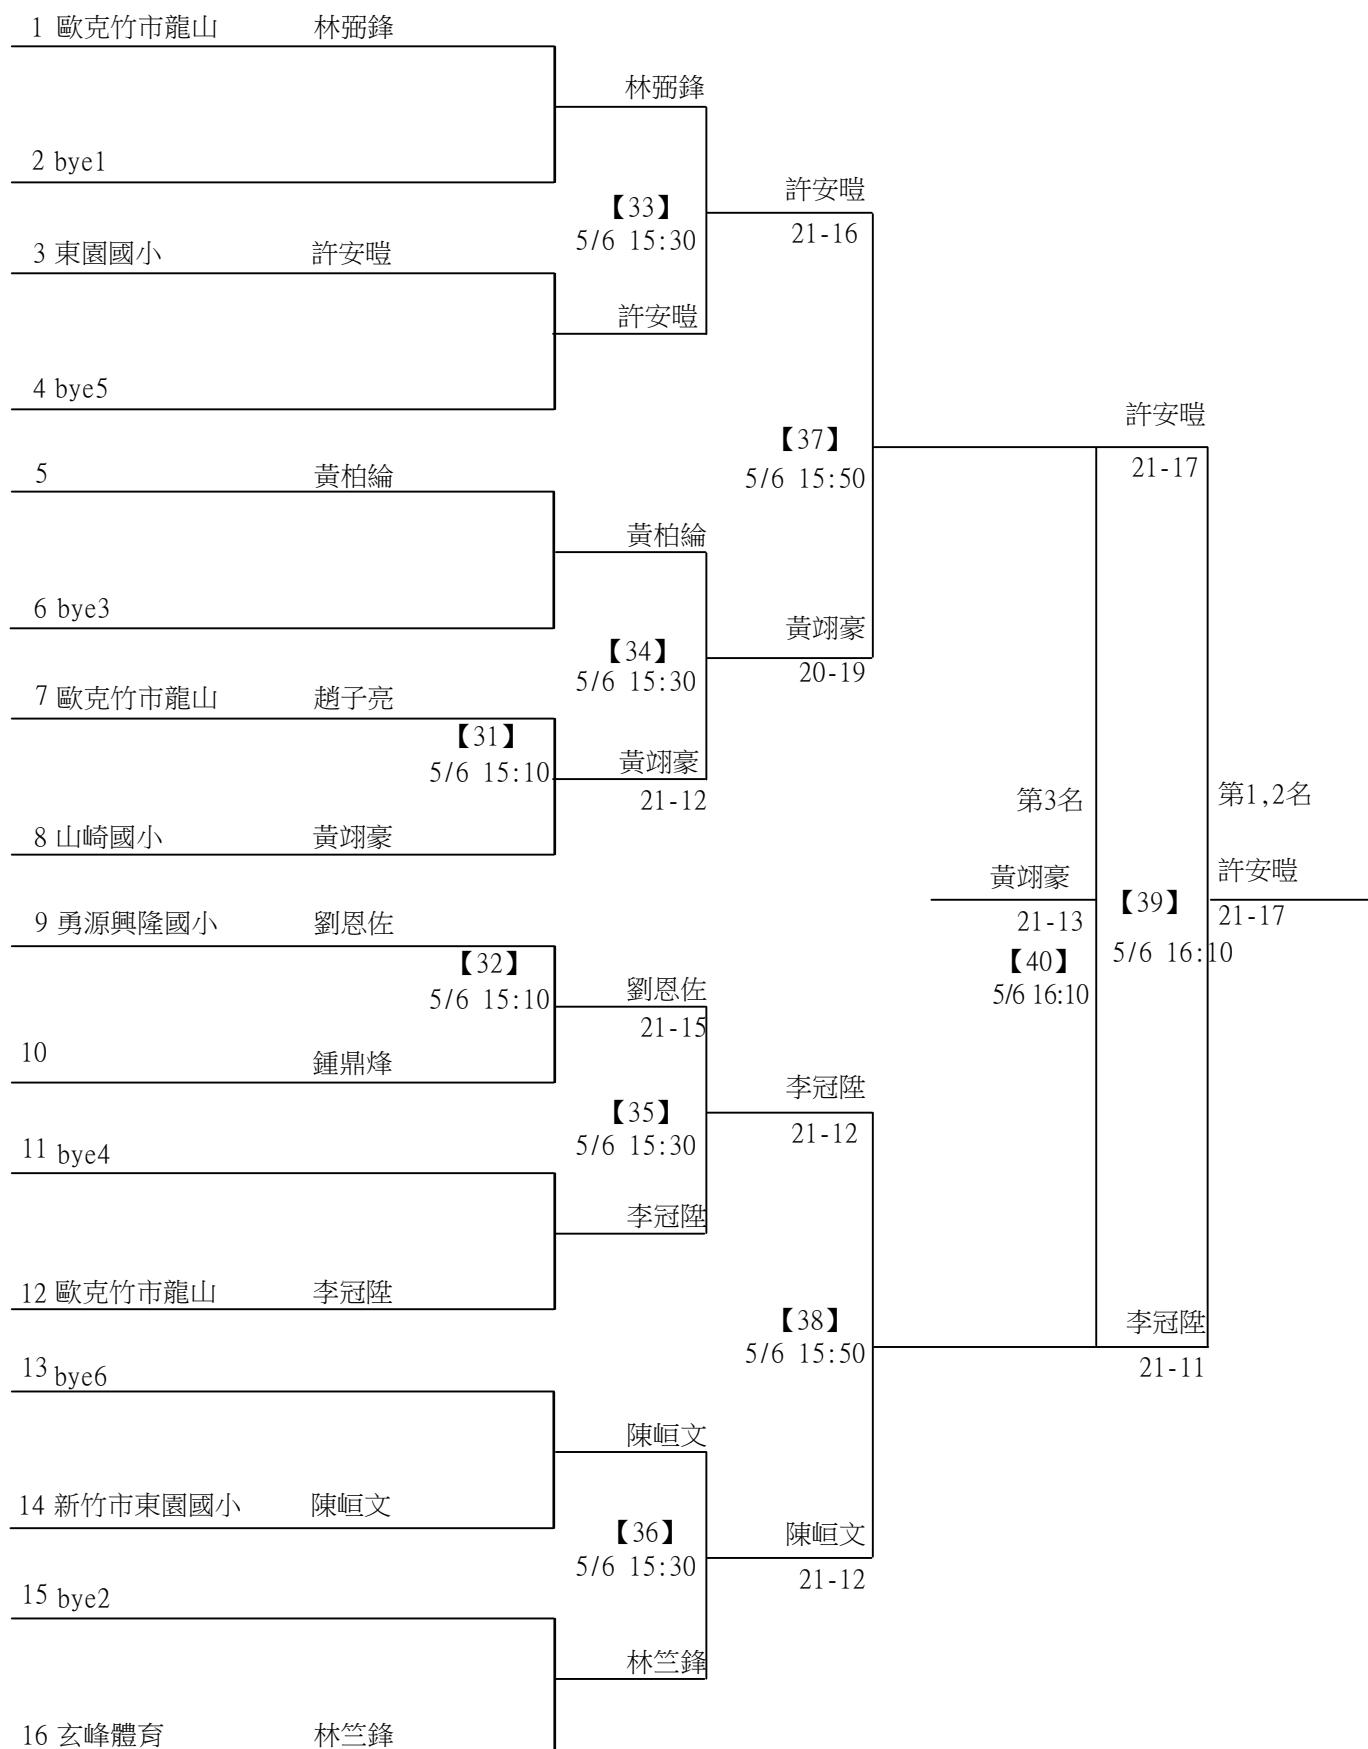 1 歐克竹市龍山 林弼鋒
林弼鋒
2 bye1
【33】
5/6 15:30
許安暟
21-16
3 東園國小 許安暟
許安暟
4 bye5
【37】
5/6 15:50
許安暟
21-17
5 黃柏綸
黃柏綸
6 bye3
【34】
5/6 15:30
黃翊豪
20-19
7 歐克竹市龍山 趙子亮
【31】
5/6 15:10
黃翊豪
21-12
8 山崎國小 黃翊豪
第3名
第1,2名
黃翊豪
21-13
【40】
5/6 16:10
【39】
5/6 16:10
許安暟
21-17
9 勇源興隆國小 劉恩佐
【32】
5/6 15:10
劉恩佐
21-15
10 鍾鼎烽
【35】
5/6 15:30
李冠陞
21-12
11 bye4
李冠陞
12 歐克竹市龍山 李冠陞
【38】
5/6 15:50
李冠陞
21-11
13 bye6
陳峘文
14 新竹市東園國小 陳峘文
【36】
5/6 15:30
陳峘文
21-12
15 bye2
林竺鋒
16 玄峰體育 林竺鋒